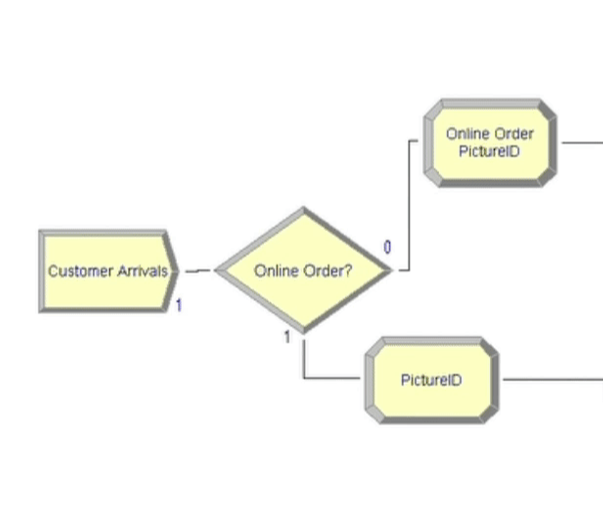 Online Order
PictureID
0
Customer Arrivals
Online Order?
1
1
PictureID